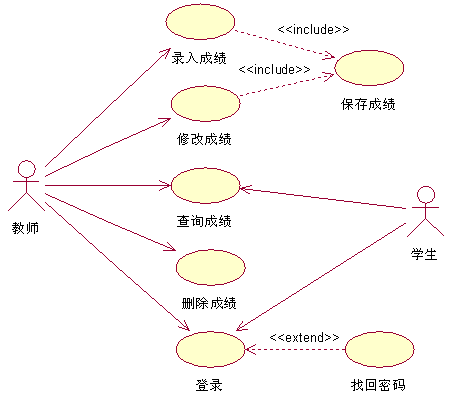 录入成绩
<<include>>
<<include>>
保存成绩
修改成绩
教师
查询成绩
学生
删除成绩
登录
<<extend>>
找回密码